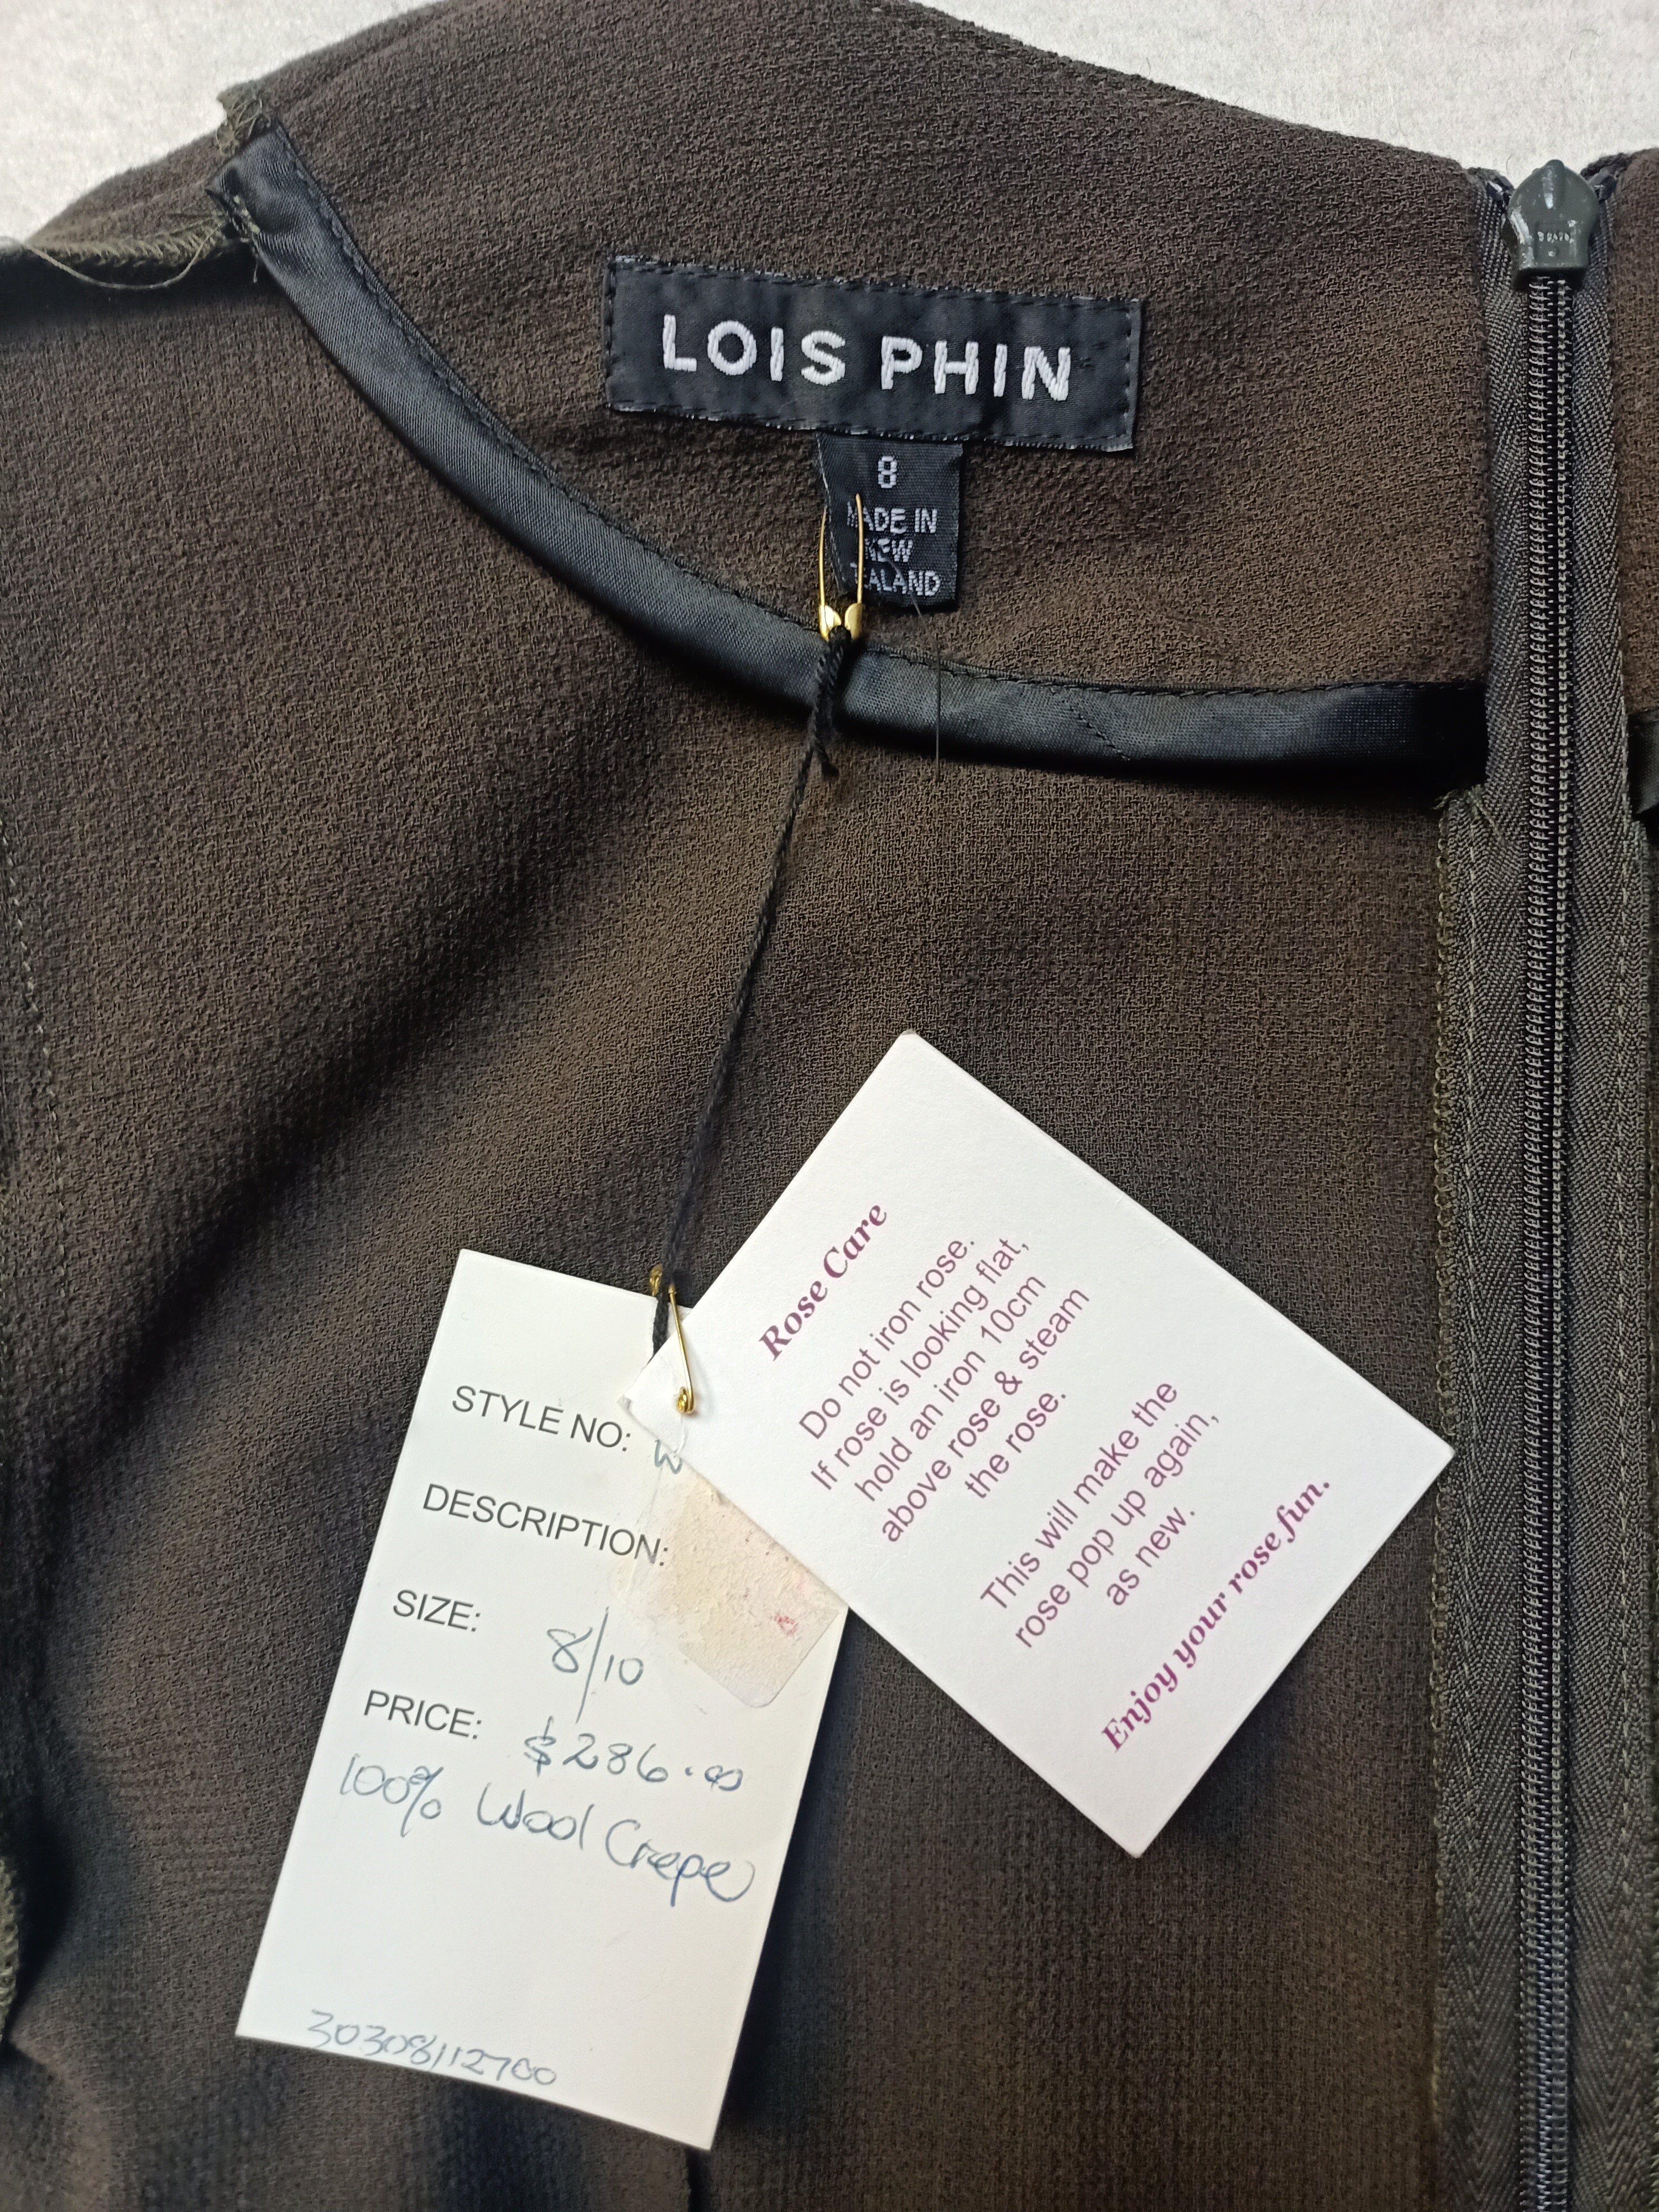 LOIS PHIN
8
MADE IN
NEW
ALAND
STYLE NO: W
DESCRIPTION:
SIZE: 8/10
PRICE: $286.00
100% Wool Crepe
30308112700
Rose Care
Do not iron rose.
If rose is looking flat,
hold an iron 10cm
above rose & steam
the rose.
This will make the
rose pop up again,
as new.
Enjoy your rose fun.